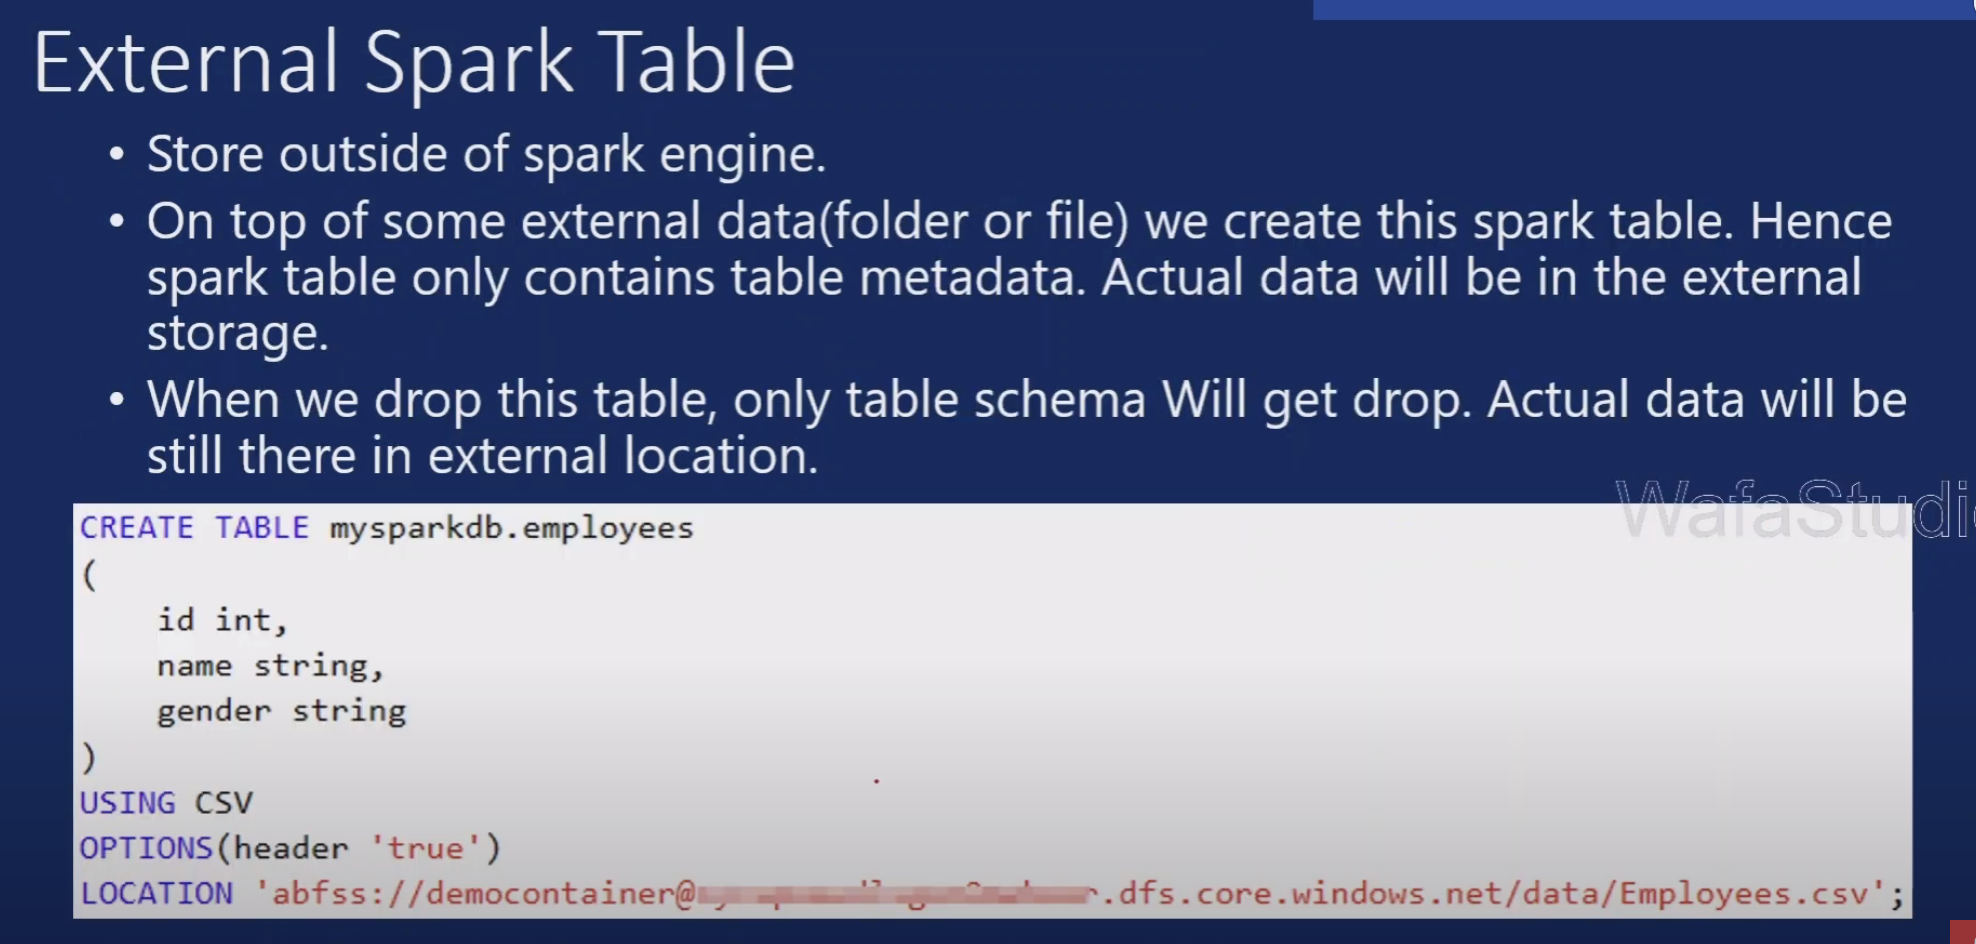 External Spark Table
• Store outside of spark engine.
• On top of some external data(folder or file) we create this spark table. Hence
spark table only contains table metadata. Actual data will be in the external
storage.
• When we drop this table, only table schema Will get drop. Actual data will be
still there in external location.
WafaStudi
CREATE TABLE mysparkdb.employees
(
id int,
name string,
gender string
)
USING CSV
OPTIONS(header 'true')
LOCATION 'abfss://democontainer@ .dfs.core.windows.net/data/Employees.csv';